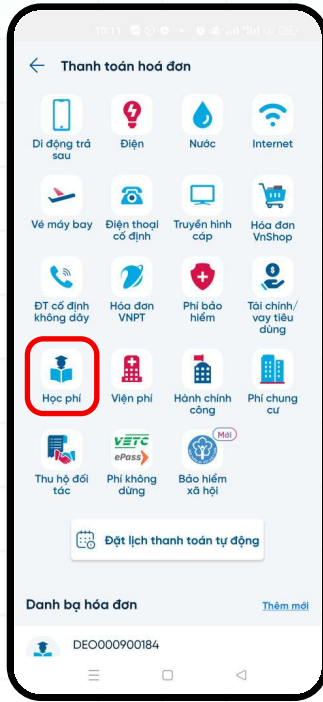 10:11
Thanh toán hoá đơn
Di động trả
sau
Điện
Nước
Internet
Vé máy bay
Điện thoại
cố định
Truyền hình
cáp
Hóa đơn
VnShop
ĐT cố định
không dây
Hóa đơn
VNPT
Phí bảo
hiểm
Tài chính/
vay tiêu
dùng
Học phí
Viện phí
Hành chính
công
Phí chung
cư
Thu hộ đối
tác
VETC
ePass
Phí không
dừng
Mới
Bảo hiểm
xã hội
Đặt lịch thanh toán tự động
Danh bạ hóa đơn
Thêm mới
DEO000900184